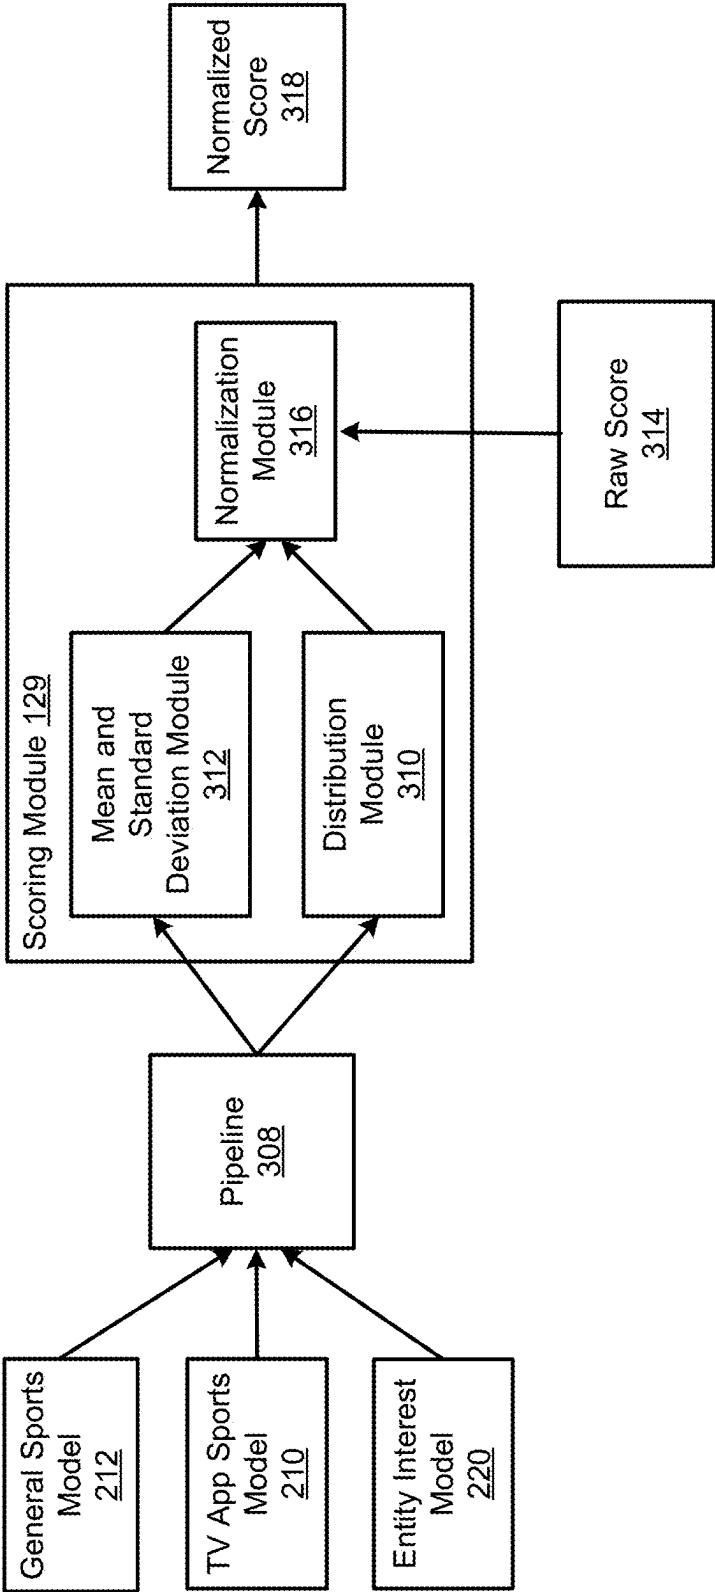 General Sports
Model
212
TV App Sports
Model
210
Entity Interest
Model
220
Pipeline
308
Scoring Module 129
Mean and
Standard
Deviation Module
312
Distribution
Module
310
Normalization
Module
316
Raw Score
314
Normalized
Score
318